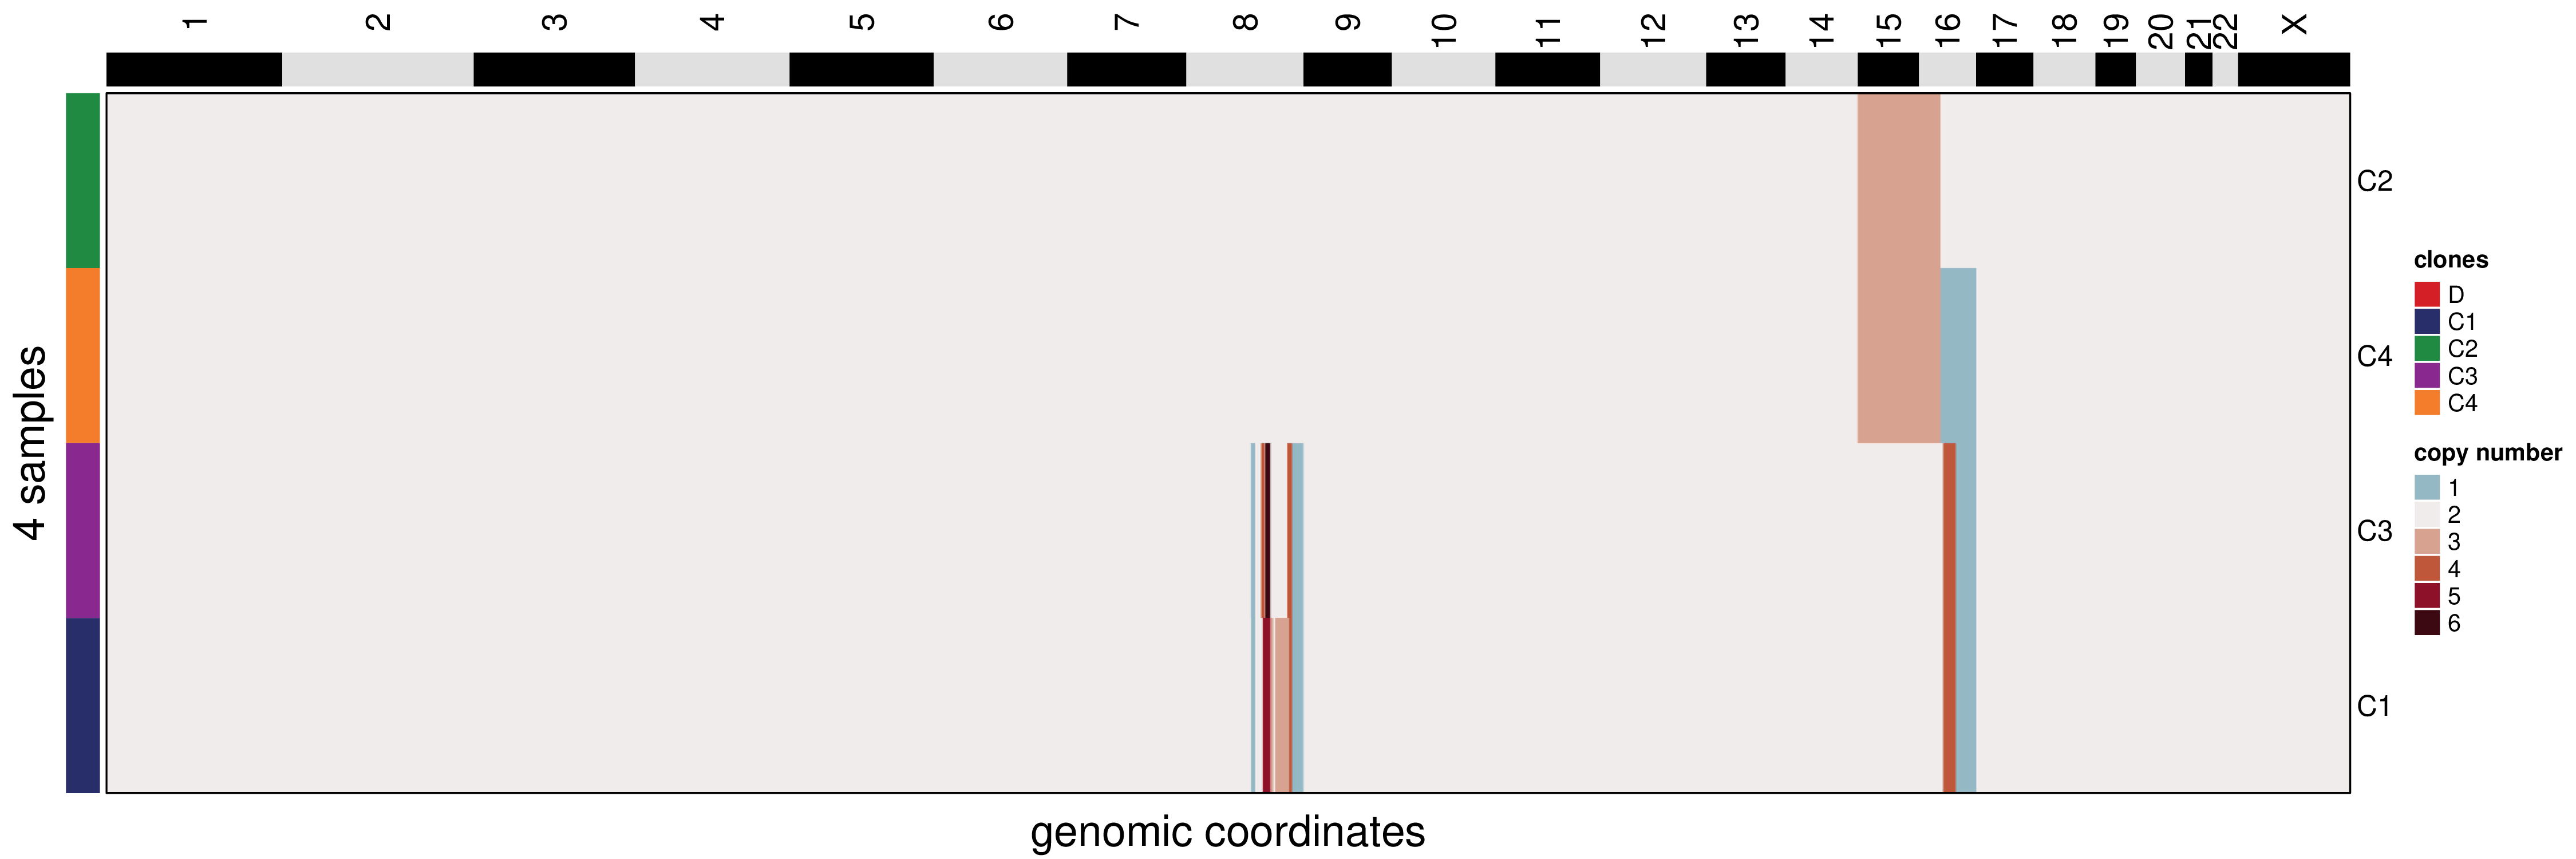 1 2 3 4 5 6 7 8 9 10 11 12 13 14 15 16 17 18 19 20 21 22 X
4 samples
C2
C4
C3
C1
genomic coordinates
clones
D
C1
C2
C3
C4
copy number
1
2
3
4
5
6